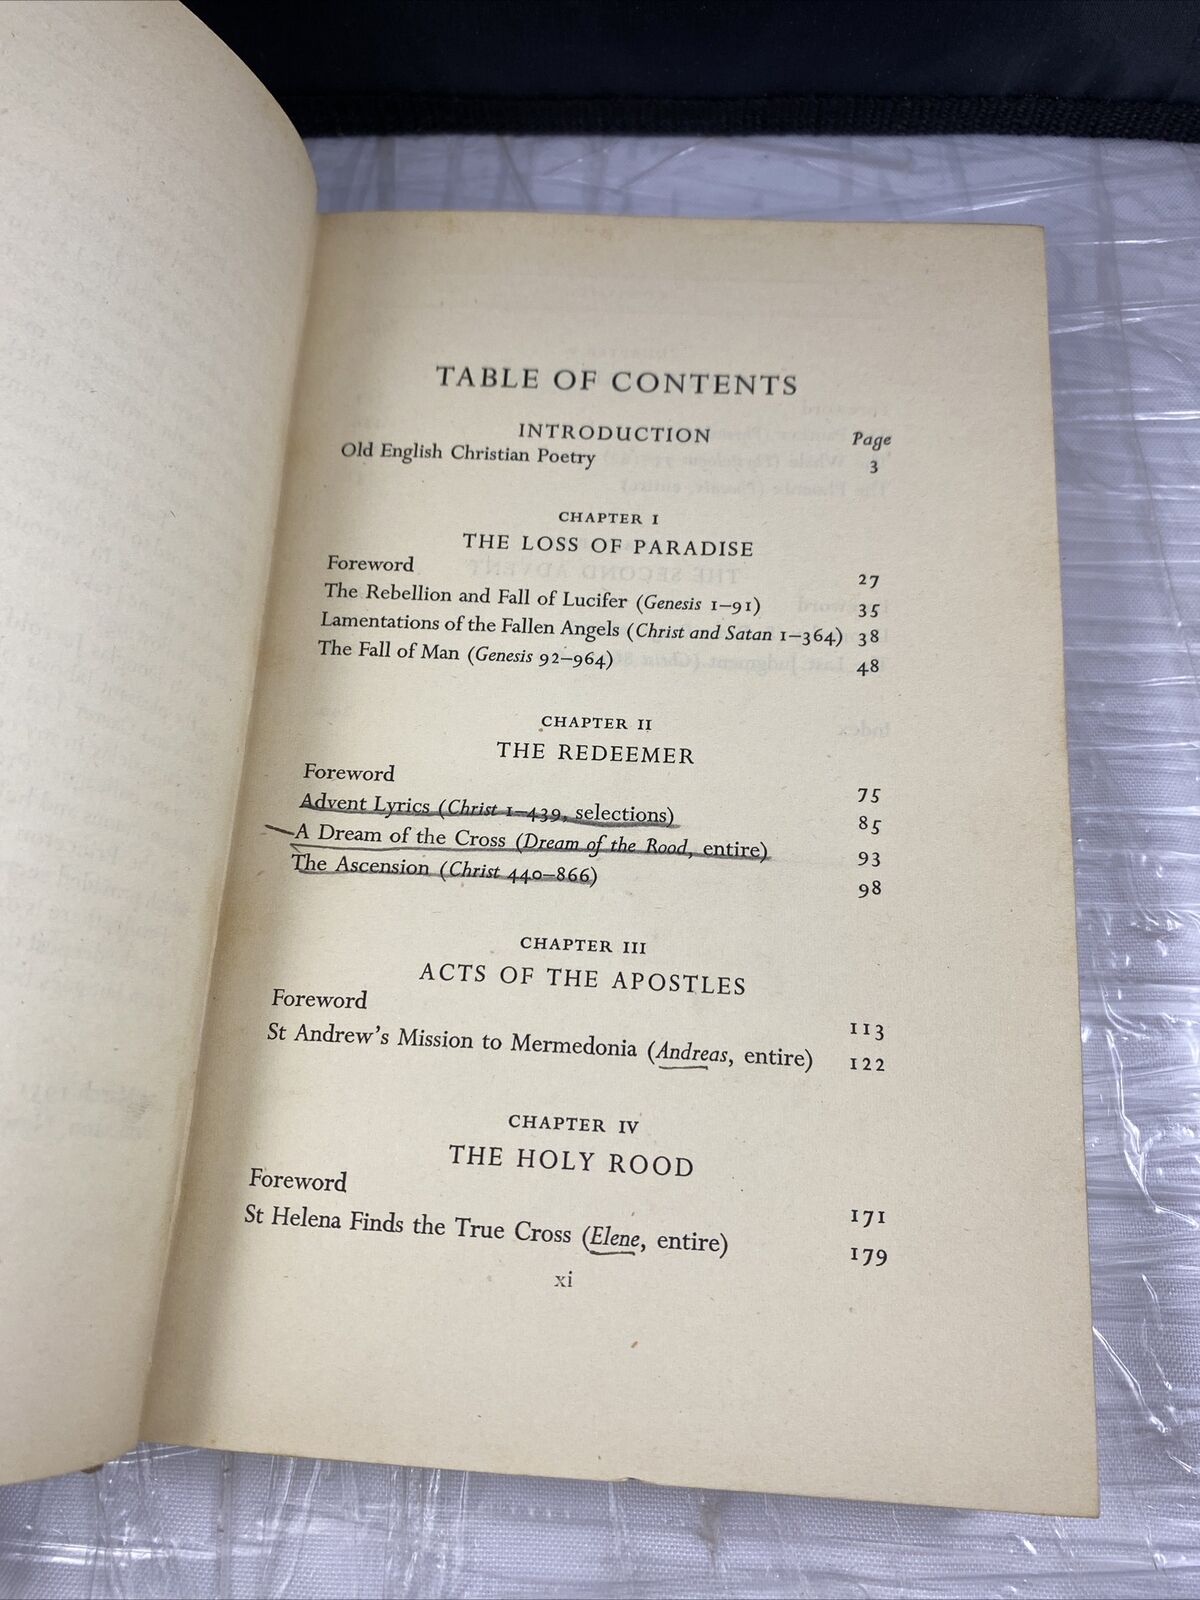 TABLE OF CONTENTS
INTRODUCTION Page
Old English Christian Poetry 3
CHAPTER I
THE LOSS OF PARADISE
Foreword 27
The Rebellion and Fall of Lucifer (Genesis 1–91) 35
Lamentations of the Fallen Angels (Christ and Satan 1–364) 38
The Fall of Man (Genesis 92–964) 48
CHAPTER II
THE REDEEMER
Foreword 75
Advent Lyrics (Christ 1–439, selections) 85
A Dream of the Cross (Dream of the Rood, entire) 93
The Ascension (Christ 440–866) 98
CHAPTER III
ACTS OF THE APOSTLES
Foreword 113
St Andrew's Mission to Mermedonia (Andreas, entire) 122
CHAPTER IV
THE HOLY ROOD
Foreword 171
St Helena Finds the True Cross (Elene, entire) 179
xi